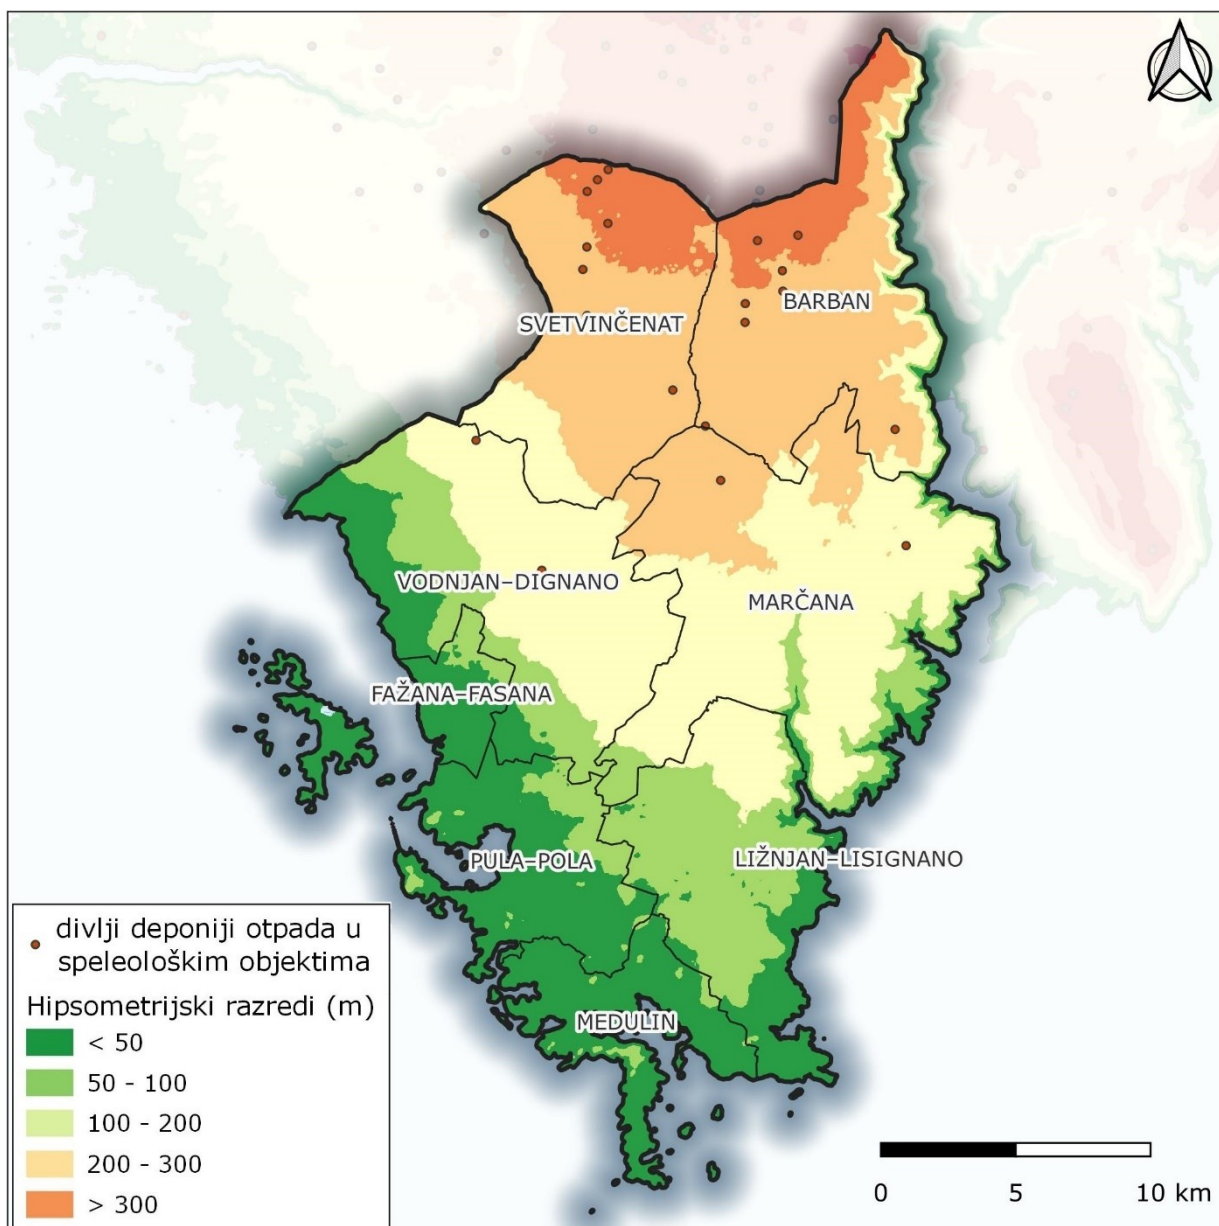 SVETVINČENAT
BARBAN
VODNJAN–DIGNANO
MARČANA
FAŽANA–FASANA
PULA–POLA
LIŽNJAN–LISIGNANO
MEDULIN
divlji deponiji otpada u
speleološkim objektima
Hipsometrijski razredi (m)
< 50
50 - 100
100 - 200
200 - 300
> 300
0 5 10 km